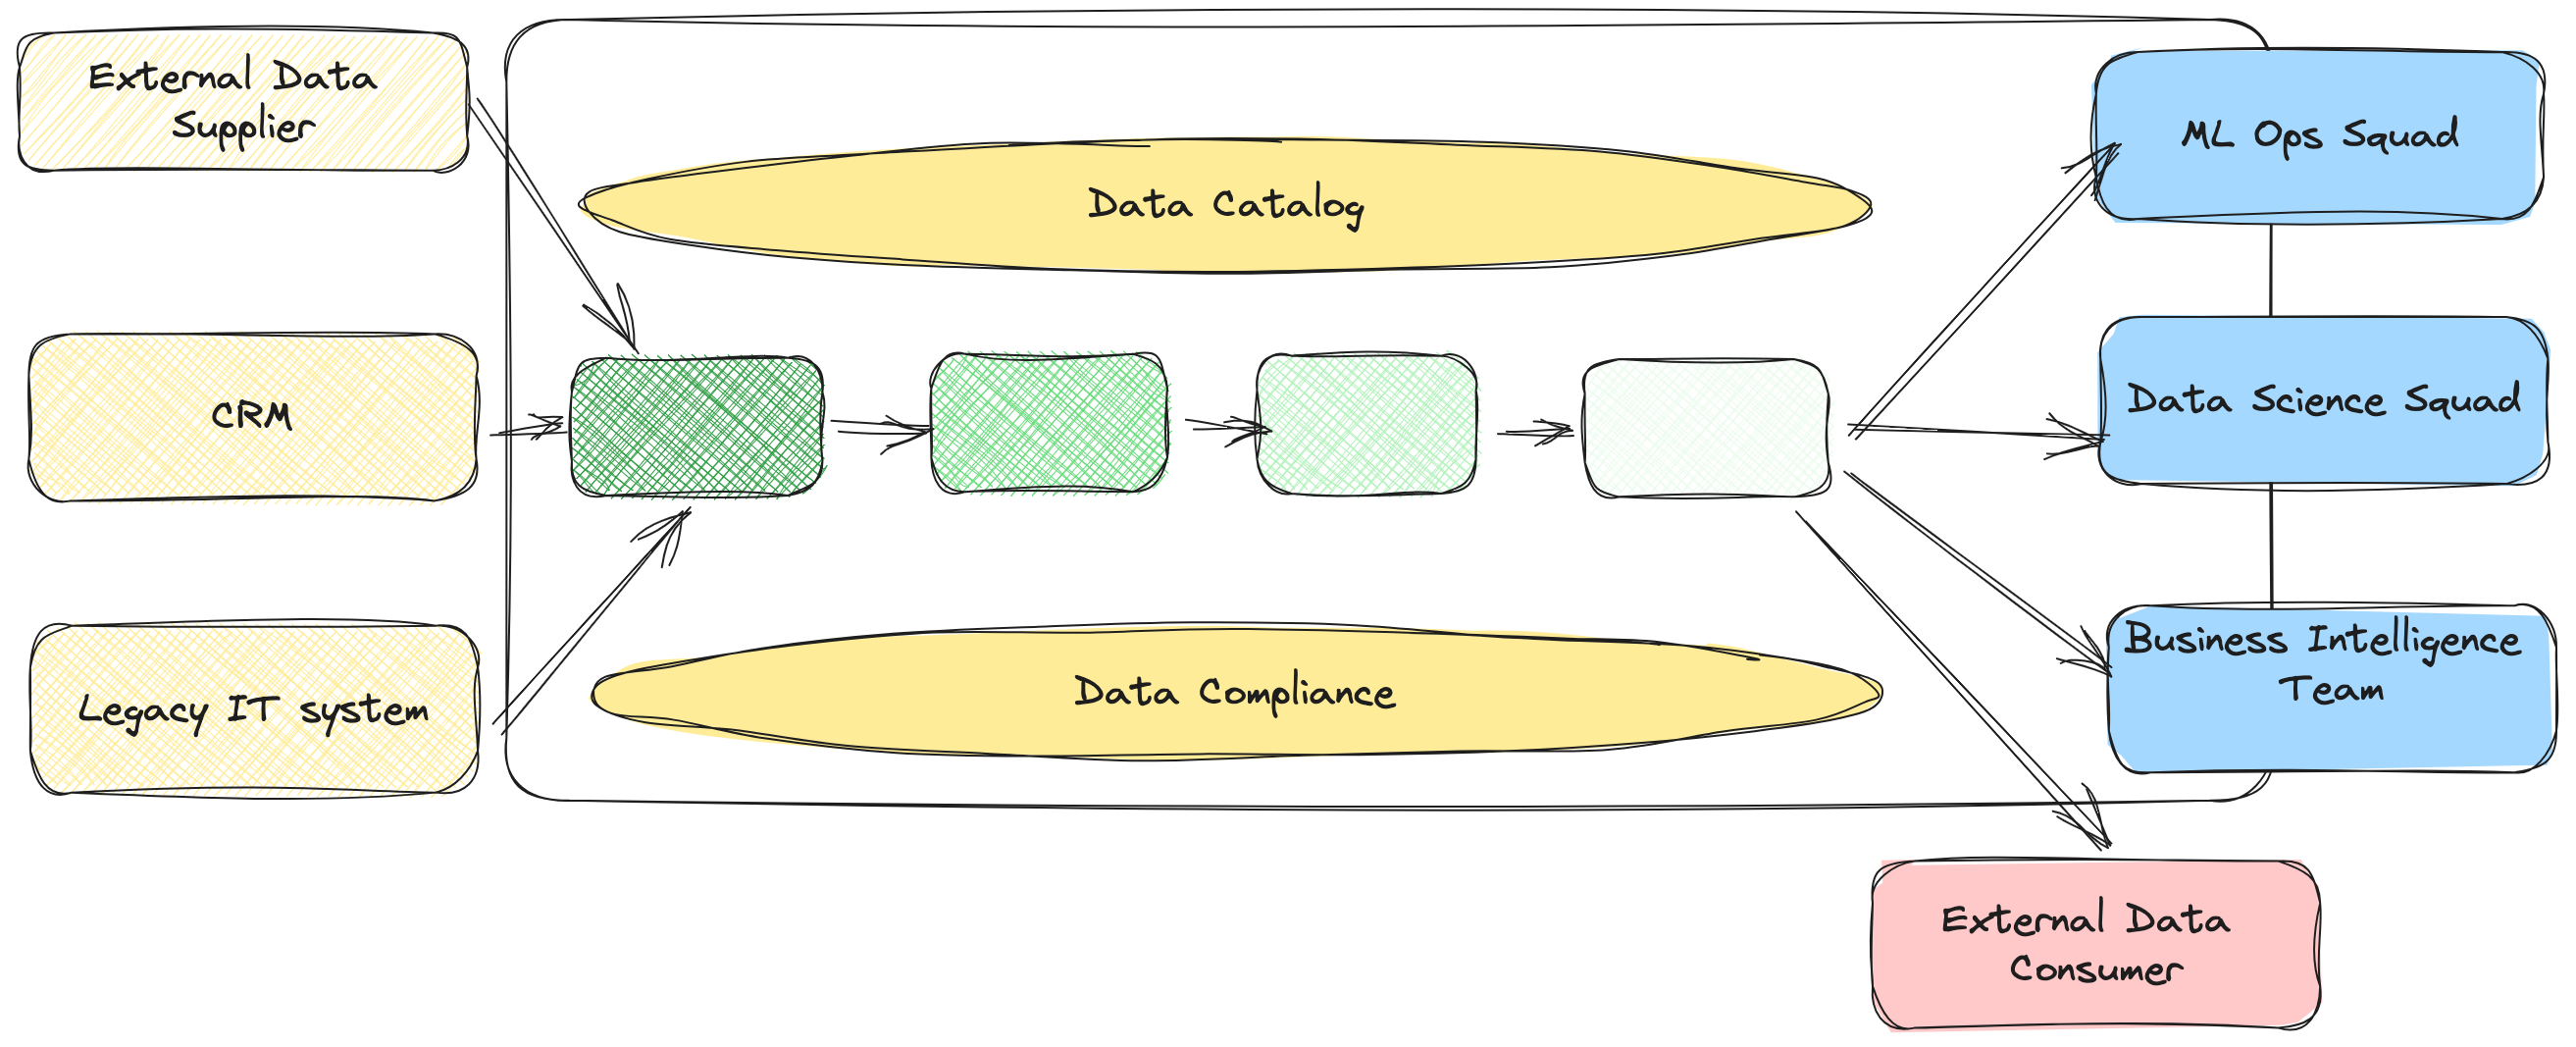 External Data
Supplier
CRM
Legacy IT system
Data Catalog
Data Compliance
ML Ops Squad
Data Science Squad
Business Intelligence
Team
External Data
Consumer